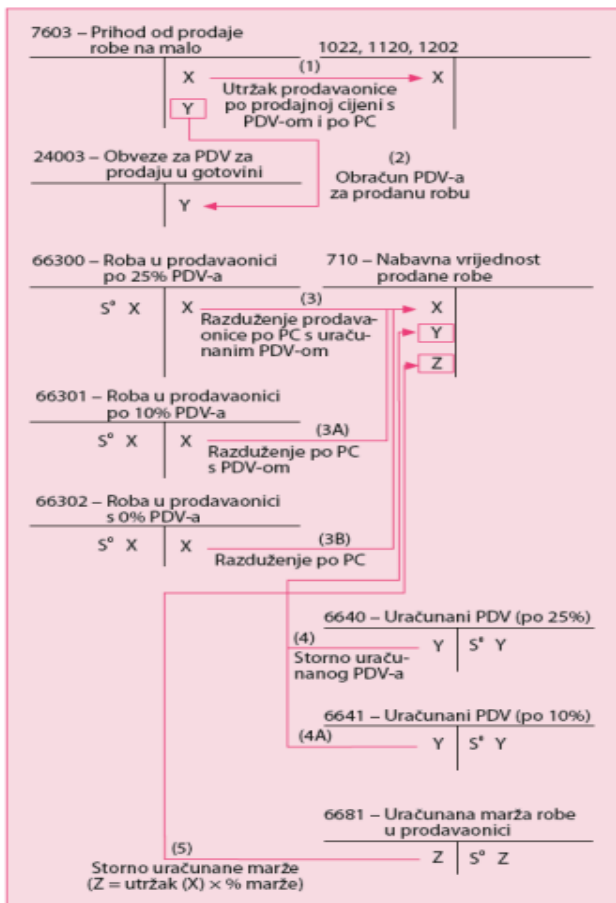 7603 – Prihod od prodaje
robe na malo
1022, 1120, 1202
X
(1)
X
Utržak prodavaonice
po prodajnoj cijeni s
PDV-om i po PC
Y
24003 – Obveze za PDV za
prodaju u gotovini
Y
(2)
Obračun PDV-a
za prodanu robu
66300 – Roba u prodavaonici
po 25% PDV-a
710 – Nabavna vrijednost
prodane robe
S° X
X
(3)
X
Razduženje prodava-
onice po PC s uraču-
nanim PDV-om
Y
Z
66301 – Roba u prodavaonici
po 10% PDV-a
S° X
X
(3A)
Razduženje po PC
s PDV-om
66302 – Roba u prodavaonici
s 0% PDV-a
S° X
X
(3B)
Razduženje po PC
6640 – Uračunani PDV (po 25%)
(4)
Y
S° Y
Storno uraču-
nanog PDV-a
6641 – Uračunani PDV (po 10%)
(4A)
Y
S° Y
6681 – Uračunana marža robe
u prodavaonici
(5)
Z
S° Z
Storno uračunane marže
(Z = utržak (X) × % marže)